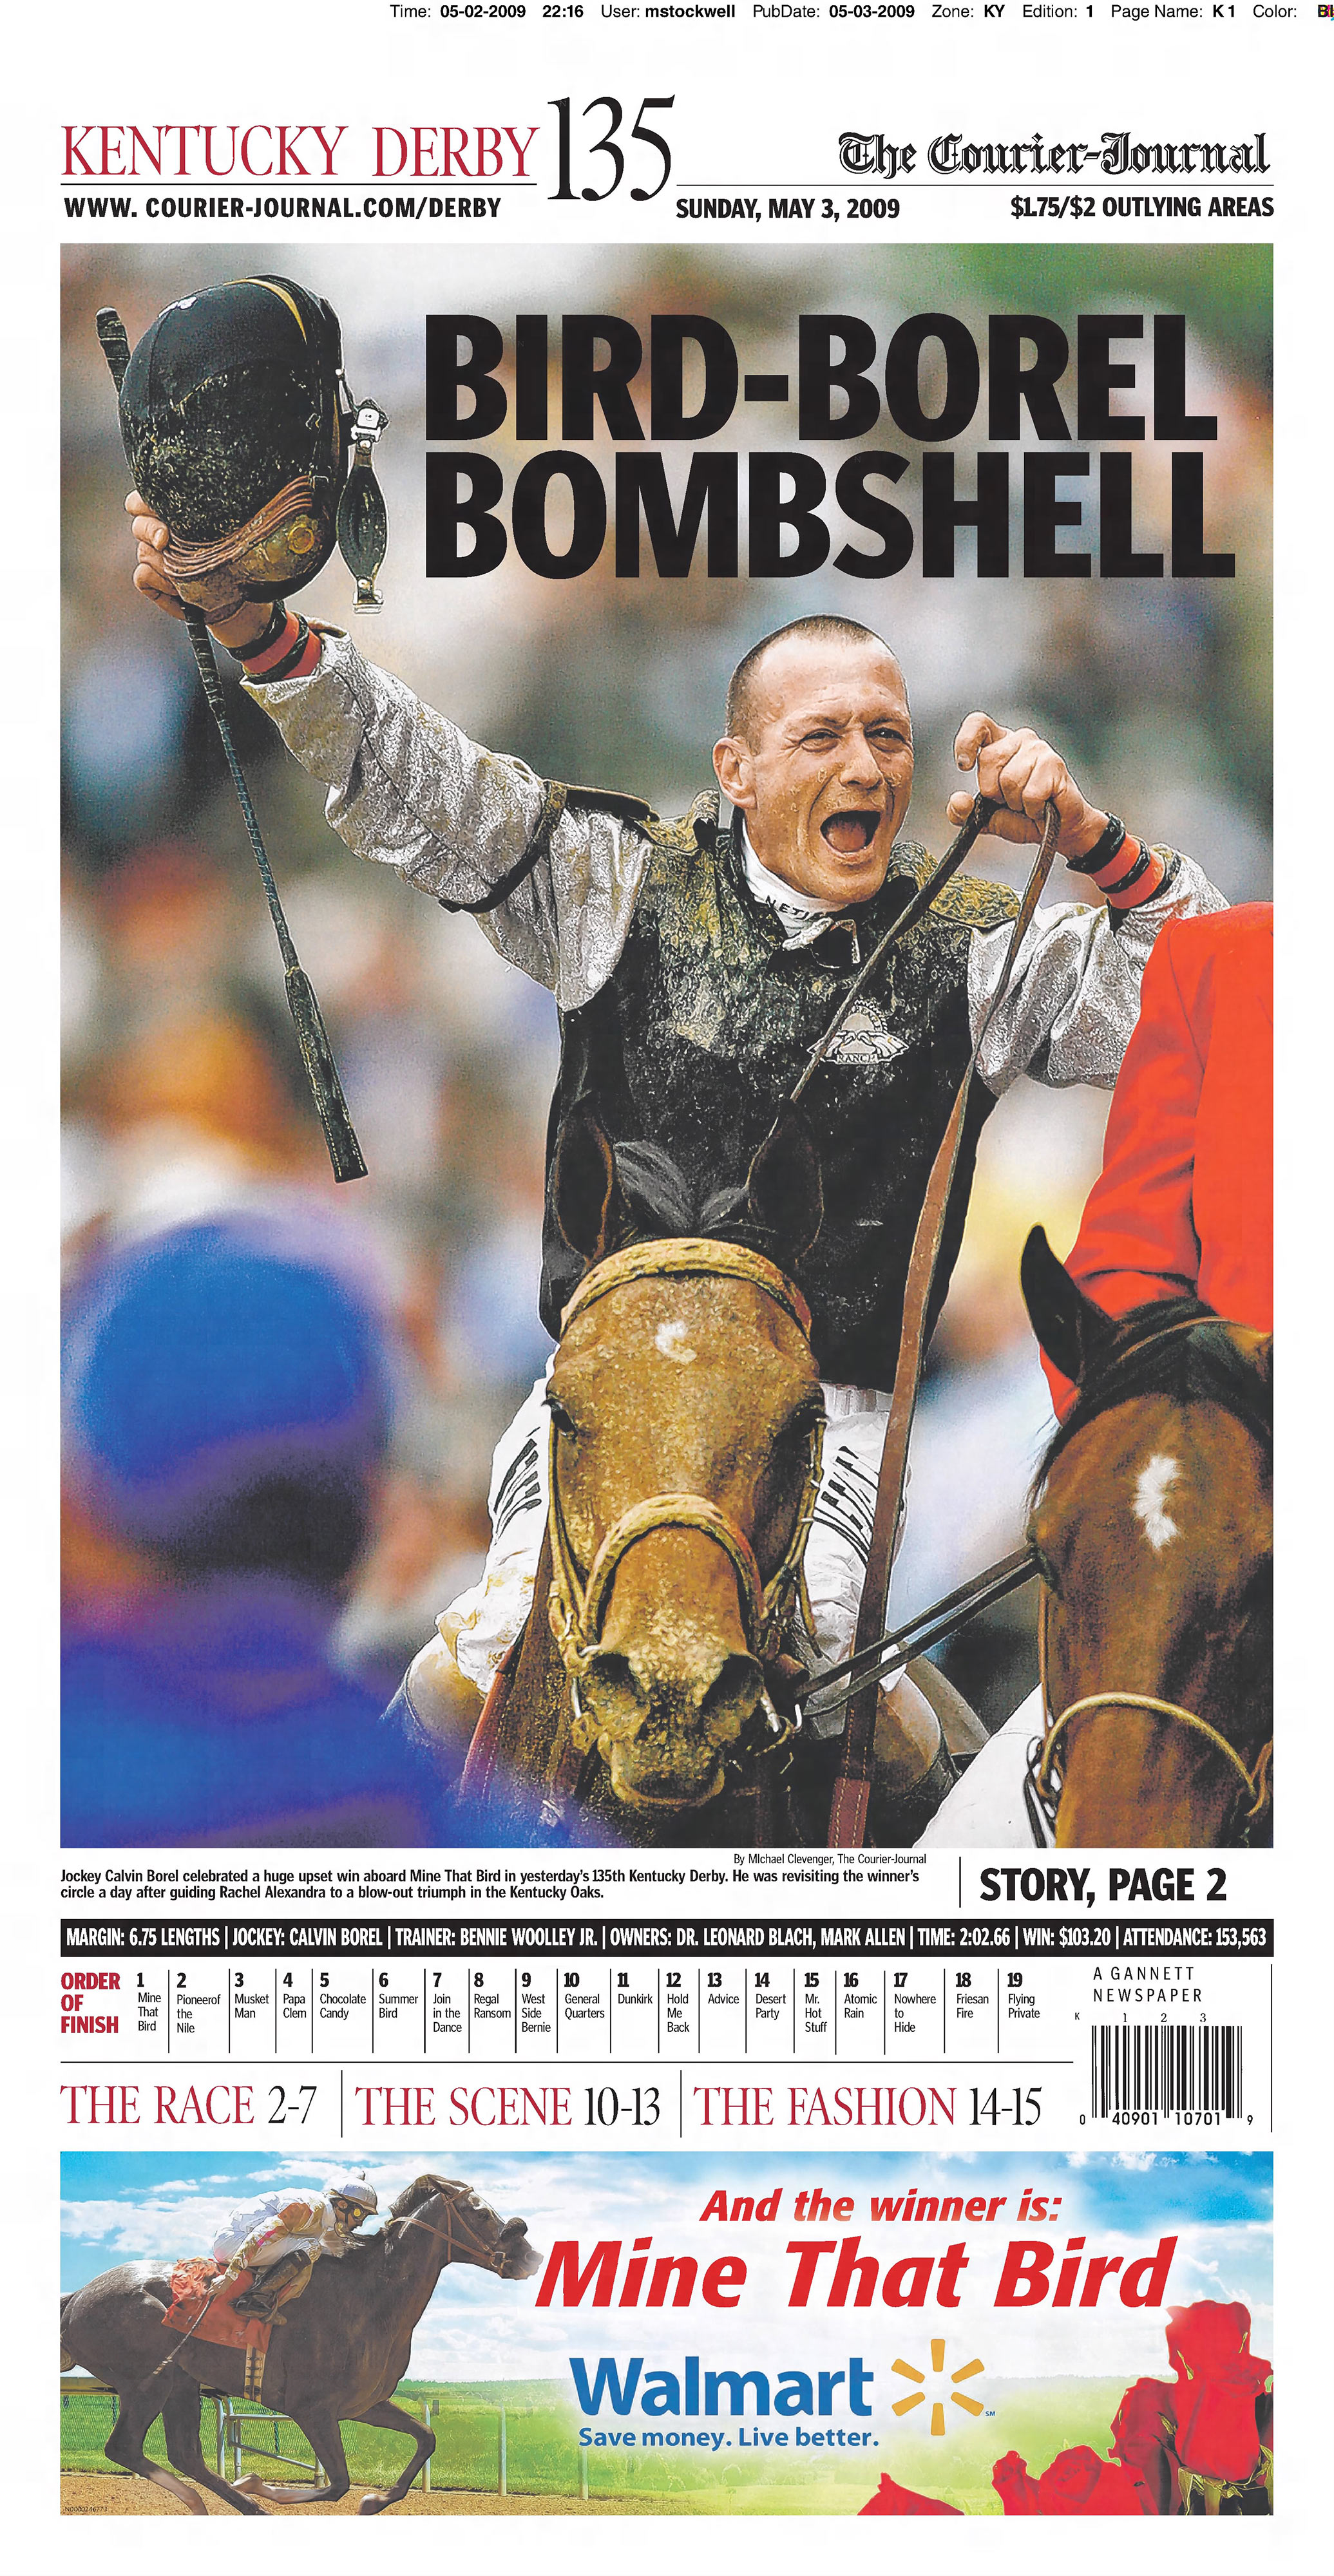 Time: 05-02-2009 22:16 User: mstockwell PubDate: 05-03-2009 Zone: KY Edition: 1 Page Name: K 1 Color:
KENTUCKY DERBY 135
The Courier-Journal
WWW. COURIER-JOURNAL.COM/DERBY
SUNDAY, MAY 3, 2009
$1.75/$2 OUTLYING AREAS
BIRD-BOREL
BOMBSHELL
RANCH
By MIchael Clevenger, The Courier-Journal
Jockey Calvin Borel celebrated a huge upset win aboard Mine That Bird in yesterday's 135th Kentucky Derby. He was revisiting the winner's
circle a day after guiding Rachel Alexandra to a blow-out triumph in the Kentucky Oaks.
STORY, PAGE 2
MARGIN: 6.75 LENGTHS | JOCKEY: CALVIN BOREL | TRAINER: BENNIE WOOLLEY JR. | OWNERS: DR. LEONARD BLACH, MARK ALLEN | TIME: 2:02.66 | WIN: $103.20 | ATTENDANCE: 153,563
ORDER
OF
FINISH
1
Mine
That
Bird
2
Pioneerof
the
Nile
3
Musket
Man
4
Papa
Clem
5
Chocolate
Candy
6
Summer
Bird
7
Join
in the
Dance
8
Regal
Ransom
9
West
Side
Bernie
10
General
Quarters
11
Dunkirk
12
Hold
Me
Back
13
Advice
14
Desert
Party
15
Mr.
Hot
Stuff
16
Atomic
Rain
17
Nowhere
to
Hide
18
Friesan
Fire
19
Flying
Private
A GANNETT
NEWSPAPER
K 1 2 3
0 40901 10701 9
THE RACE 2-7
THE SCENE 10-13
THE FASHION 14-15
And the winner is:
Mine That Bird
Walmart
SM
Save money. Live better.